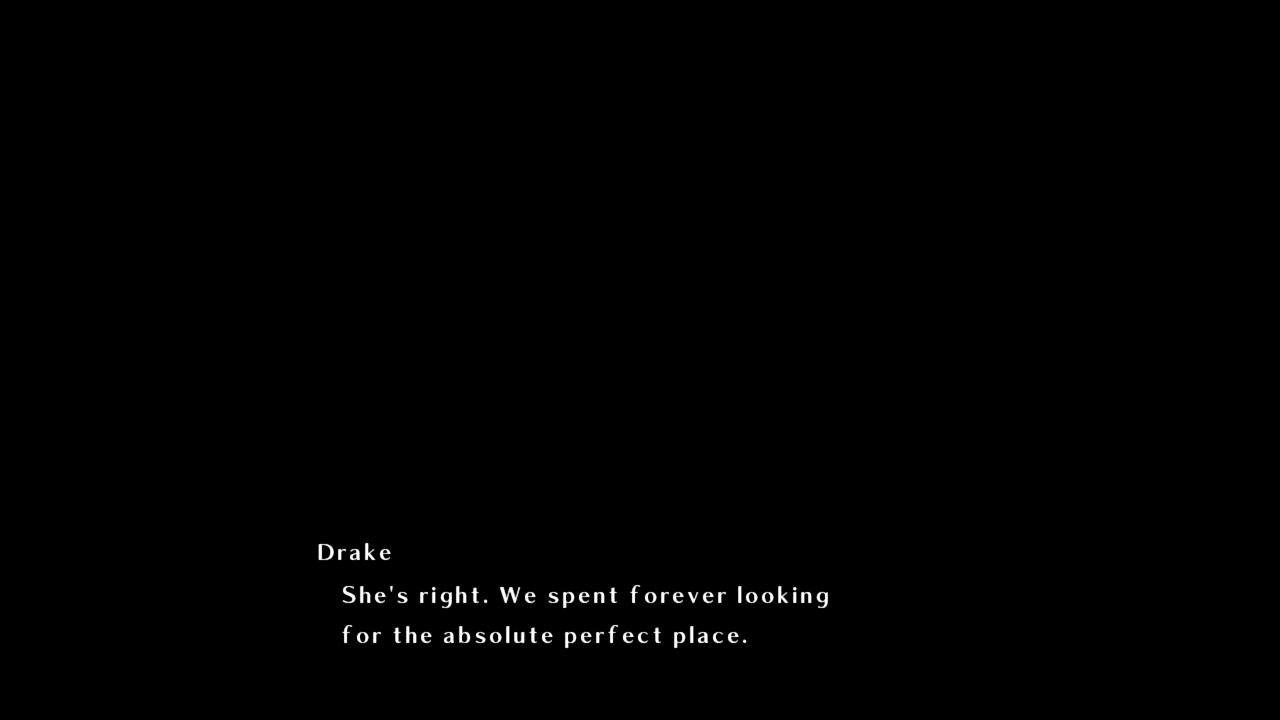 Drake
She's right. We spent forever looking
for the absolute perfect place.